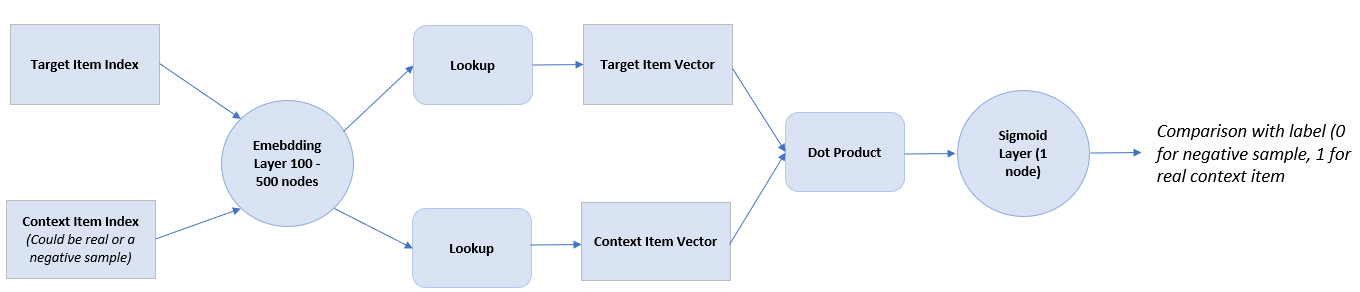 Target Item Index
Lookup
Target Item Vector
Emebdding
Layer 100 -
500 nodes
Context Item Index
(Could be real or a
negative sample)
Lookup
Context Item Vector
Dot Product
Sigmoid
Layer (1
node)
Comparison with label (0
for negative sample, 1 for
real context item